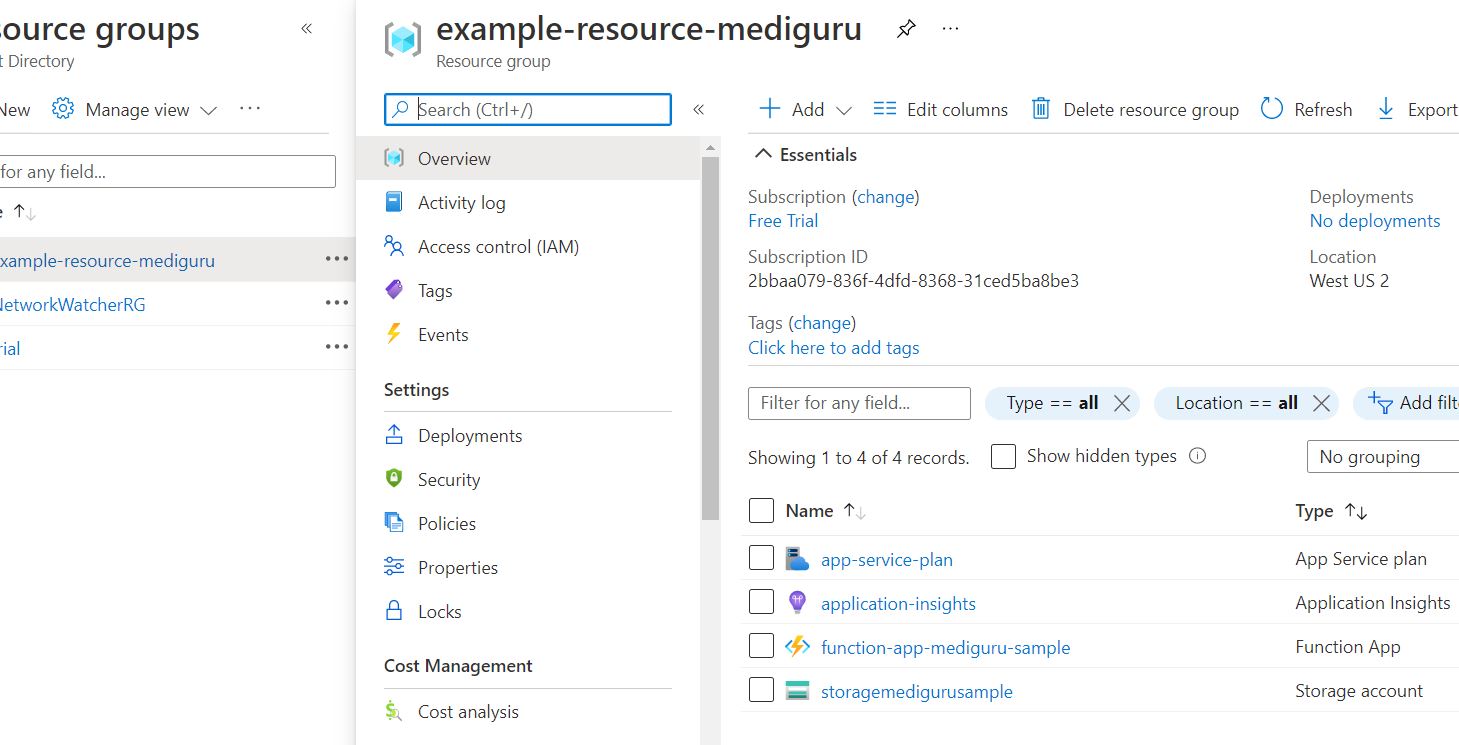 source groups
t Directory
New Manage view
for any field...
e
xample-resource-mediguru
NetworkWatcherRG
rial
example-resource-mediguru
Resource group
Search (Ctrl+/)
Overview
Activity log
Access control (IAM)
Tags
Events
Settings
Deployments
Security
Policies
Properties
Locks
Cost Management
Cost analysis
Add Edit columns Delete resource group Refresh Export
Essentials
Subscription (change)
Free Trial
Subscription ID
2bbaa079-836f-4dfd-8368-31ced5ba8be3
Tags (change)
Click here to add tags
Deployments
No deployments
Location
West US 2
Filter for any field... Type == all Location == all Add filt
Showing 1 to 4 of 4 records. Show hidden types No grouping
Name Type
app-service-plan App Service plan
application-insights Application Insights
function-app-mediguru-sample Function App
storagemedigurusample Storage account